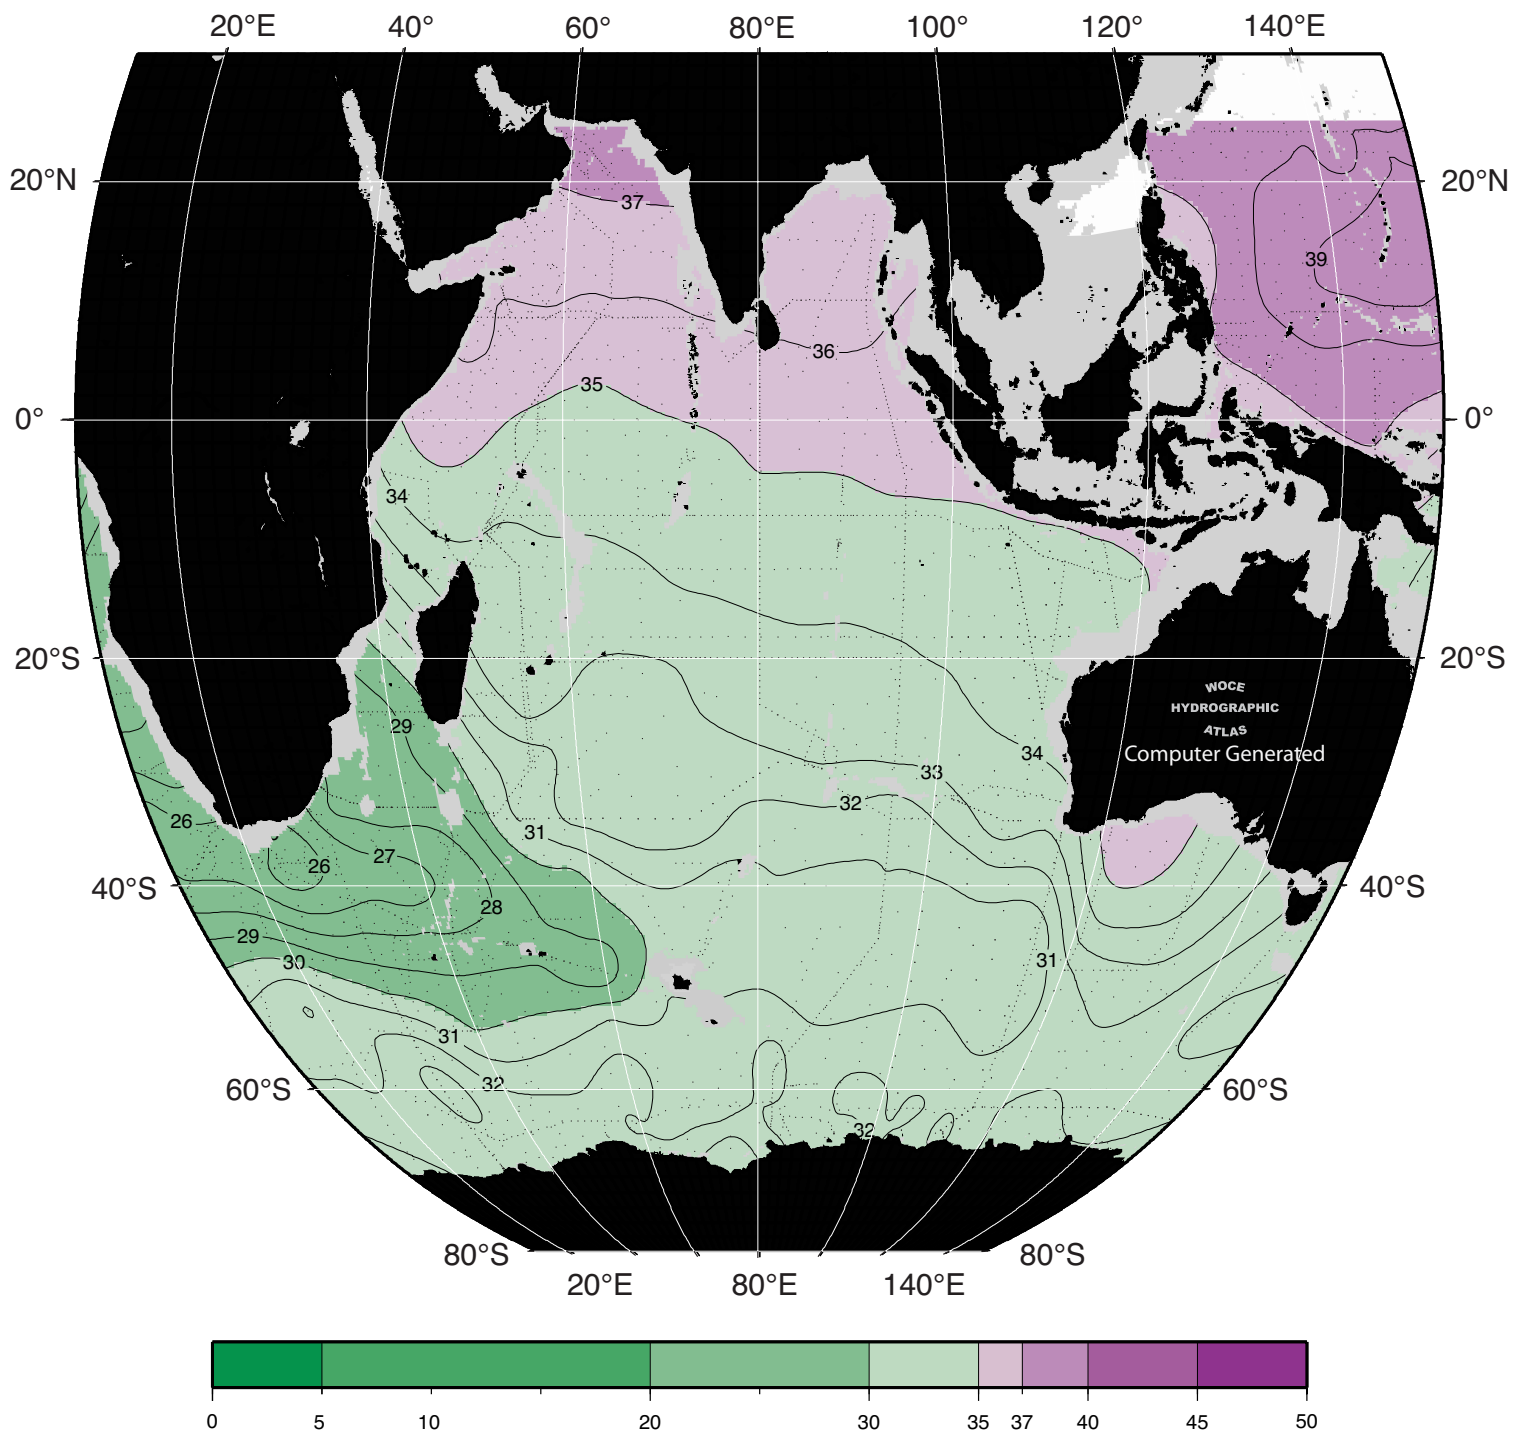 20°E 40° 60° 80°E 100° 120° 140°E
20°N 20°N
37
39
36
35
0° 0°
34
20°S 20°S
WOCE
HYDROGRAPHIC
ATLAS
29
34
Computer Generated
33
32
26
31
27
26
40°S 40°S
28
29
31
30
31
32
60°S 60°S
32
80°S 80°S
20°E 80°E 140°E
0 5 10 20 30 35 37 40 45 50